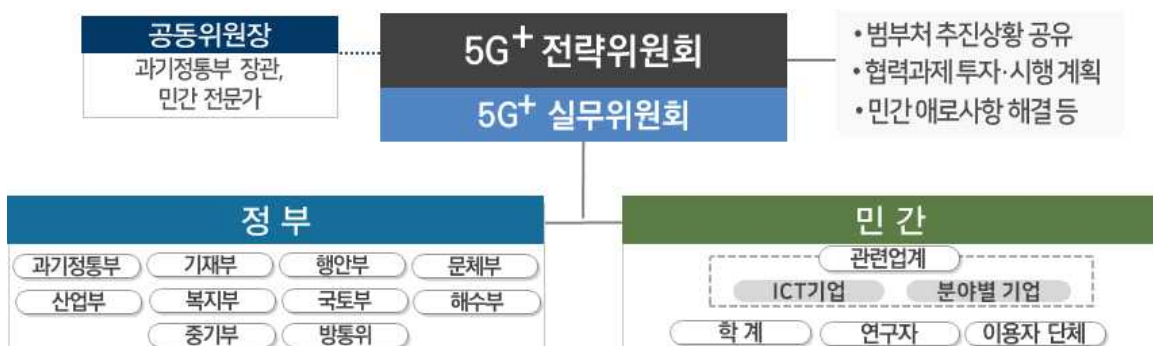 공동위원장
과기정통부 장관,
민간 전문가
5G+ 전략위원회
5G+ 실무위원회
•범부처 추진상황 공유
•협력과제 투자·시행 계획
•민간 애로사항 해결 등
정 부
과기정통부 기재부 행안부 문체부
산업부 복지부 국토부 해수부
중기부 방통위
민 간
관련업계
ICT기업 분야별 기업
학 계 연구자 이용자 단체